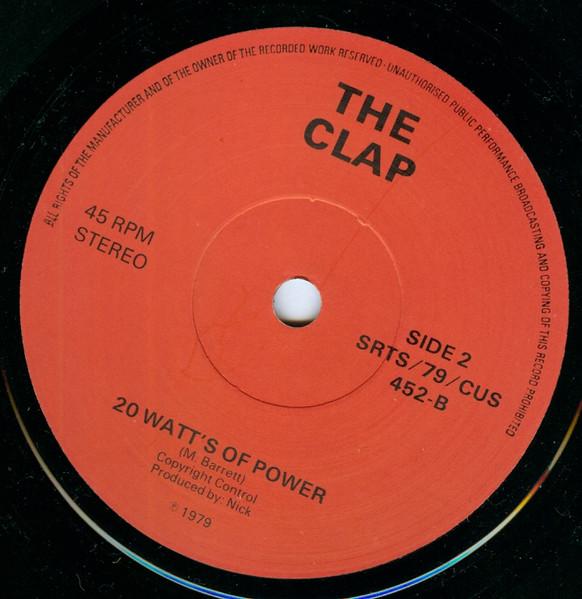 ALL RIGHTS OF THE MANUFACTURER AND OF THE OWNER OF THE RECORDED WORK RESERVED · UNAUTHORISED PUBLIC PERFORMANCE BROADCASTING AND COPYING OF THIS RECORD PROHIBITED
THE
CLAP
45 RPM
STEREO
SIDE 2
SRTS/79/CUS
452-B
20 WATT'S OF POWER
(M. Barrett)
Copyright Control
Produced by: Nick
℗ 1979